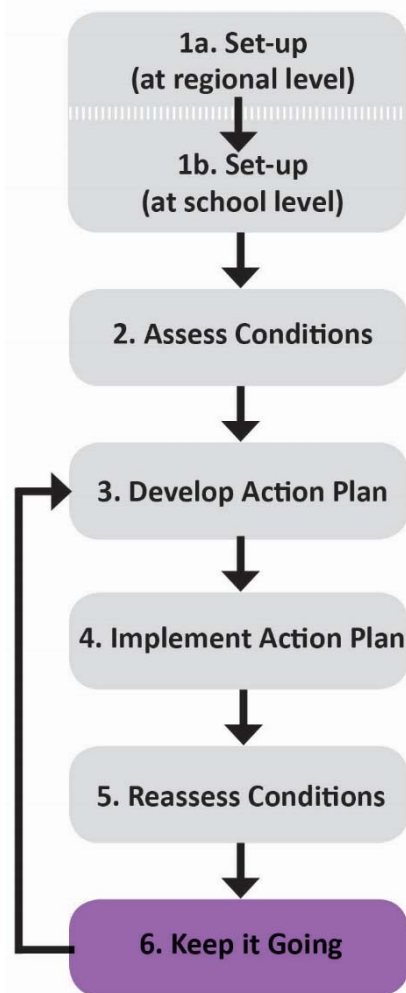 1a. Set-up
(at regional level)
1b. Set-up
(at school level)
2. Assess Conditions
3. Develop Action Plan
4. Implement Action Plan
5. Reassess Conditions
6. Keep it Going